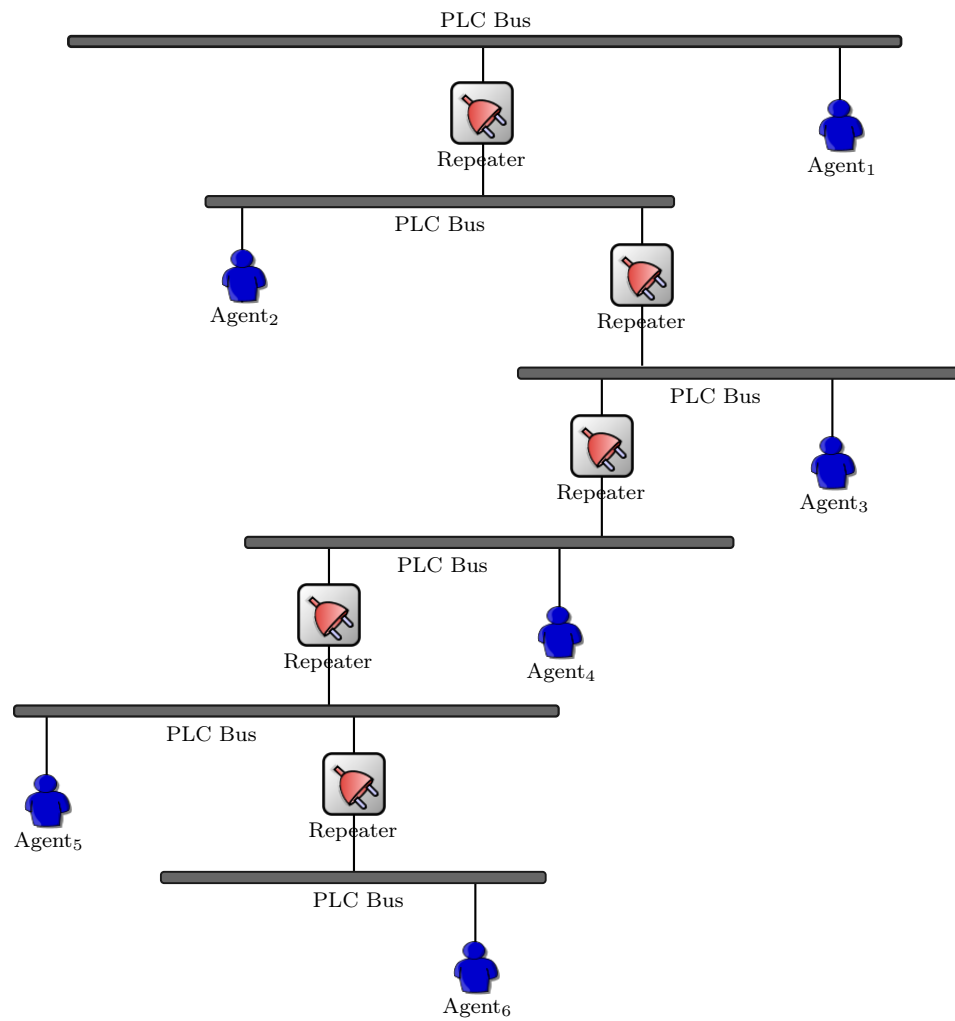 PLC Bus
Repeater
Agent₁
PLC Bus
Agent₂
Repeater
PLC Bus
Repeater
Agent₃
PLC Bus
Repeater
Agent₄
PLC Bus
Repeater
Agent₅
PLC Bus
Agent₆